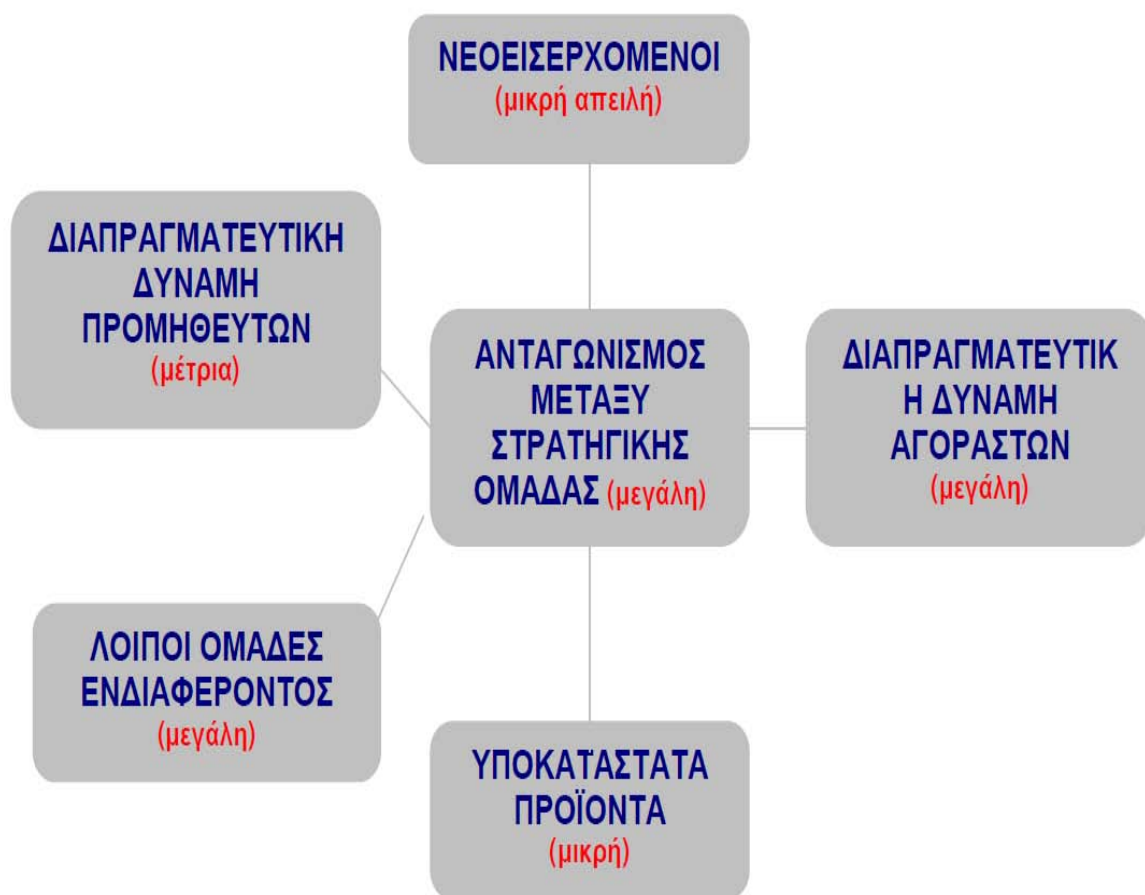 ΝΕΟΕΙΣΕΡΧΟΜΕΝΟΙ
(μικρή απειλή)
ΔΙΑΠΡΑΓΜΑΤΕΥΤΙΚΗ
ΔΥΝΑΜΗ
ΠΡΟΜΗΘΕΥΤΩΝ
(μέτρια)
ΑΝΤΑΓΩΝΙΣΜΟΣ
ΜΕΤΑΞΥ
ΣΤΡΑΤΗΓΙΚΗΣ
ΟΜΑΔΑΣ (μεγάλη)
ΔΙΑΠΡΑΓΜΑΤΕΥΤΙΚ
Η ΔΥΝΑΜΗ
ΑΓΟΡΑΣΤΩΝ
(μεγάλη)
ΛΟΙΠΟΙ ΟΜΑΔΕΣ
ΕΝΔΙΑΦΕΡΟΝΤΟΣ
(μεγάλη)
ΥΠΟΚΑΤΑΣΤΑΤΑ
ΠΡΟΪΟΝΤΑ
(μικρή)